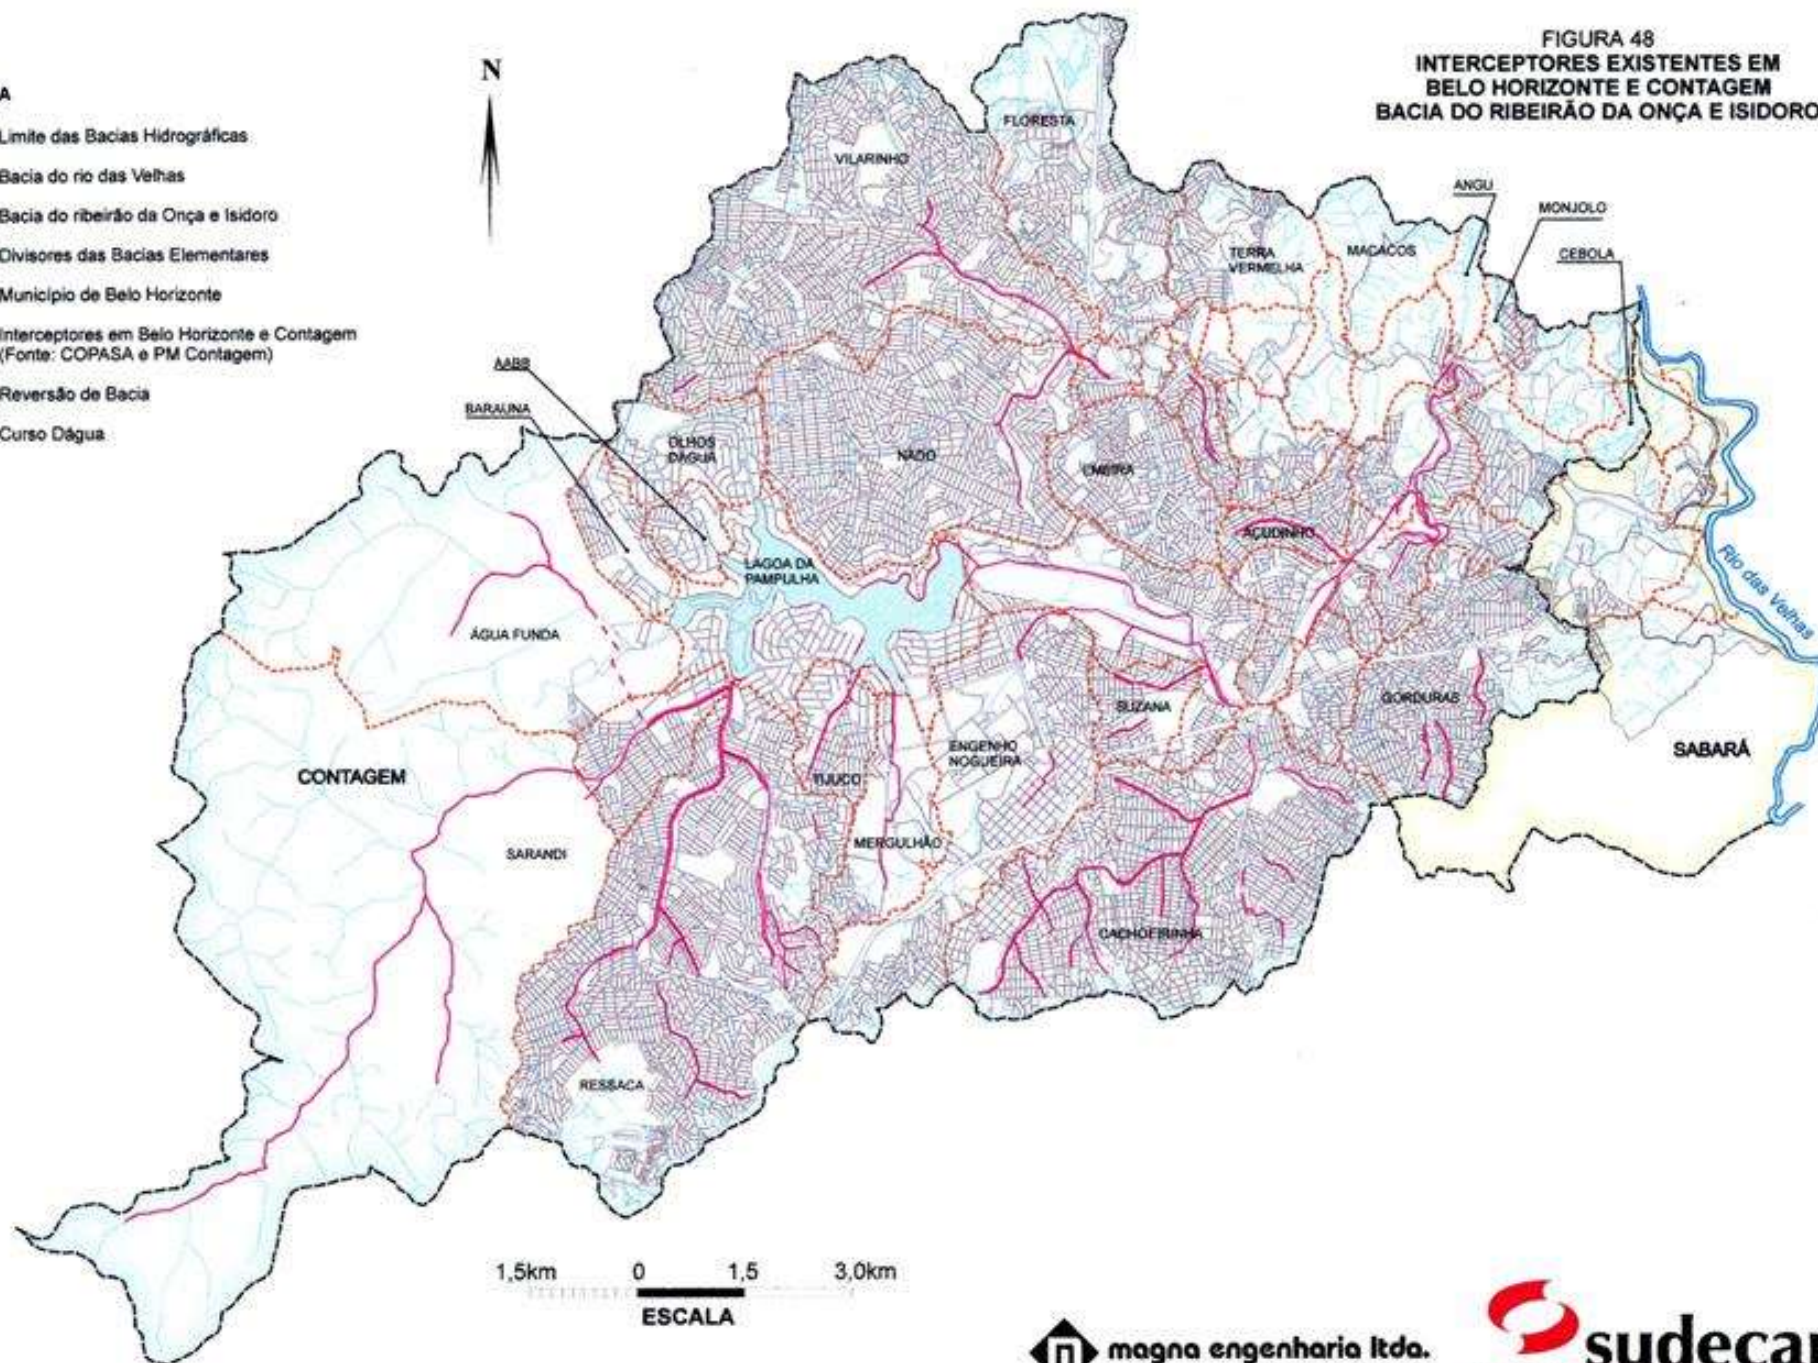 FIGURA 48
INTERCEPTORES EXISTENTES EM
BELO HORIZONTE E CONTAGEM
BACIA DO RIBEIRÃO DA ONÇA E ISIDORO
A
Limite das Bacias Hidrográficas
Bacia do rio das Velhas
Bacia do ribeirão da Onça e Isidoro
Divisores das Bacias Elementares
Município de Belo Horizonte
Interceptores em Belo Horizonte e Contagem
(Fonte: COPASA e PM Contagem)
Reversão de Bacia
Curso Dágua
N
FLORESTA
VILARINHO
ANGU
MONJOLO
CEBOLA
TERRA
VERMELHA
MACACOS
AABB
BARAUNA
OLHOS
DAGUA
NADO
AÇUDINHO
LAGOA DA
PAMPULHA
Rio das Velhas
ÁGUA FUNDA
GORDURAS
SUZANA
ENGENHO
NOGUEIRA
SABARÁ
CONTAGEM
TIJUCO
MERGULHÃO
SARANDI
CACHOEIRINHA
RESSACA
1,5km 0 1,5 3,0km
ESCALA
magna engenharia ltda.
sudecap